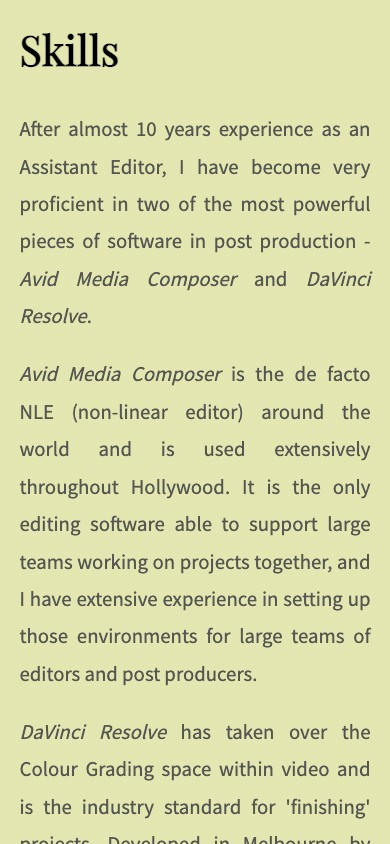 Skills
After almost 10 years experience as an
Assistant Editor, I have become very
proficient in two of the most powerful
pieces of software in post production -
Avid Media Composer and DaVinci
Resolve.
Avid Media Composer is the de facto
NLE (non-linear editor) around the
world and is used extensively
throughout Hollywood. It is the only
editing software able to support large
teams working on projects together, and
I have extensive experience in setting up
those environments for large teams of
editors and post producers.
DaVinci Resolve has taken over the
Colour Grading space within video and
is the industry standard for 'finishing'
projects. Developed in Melbourne by